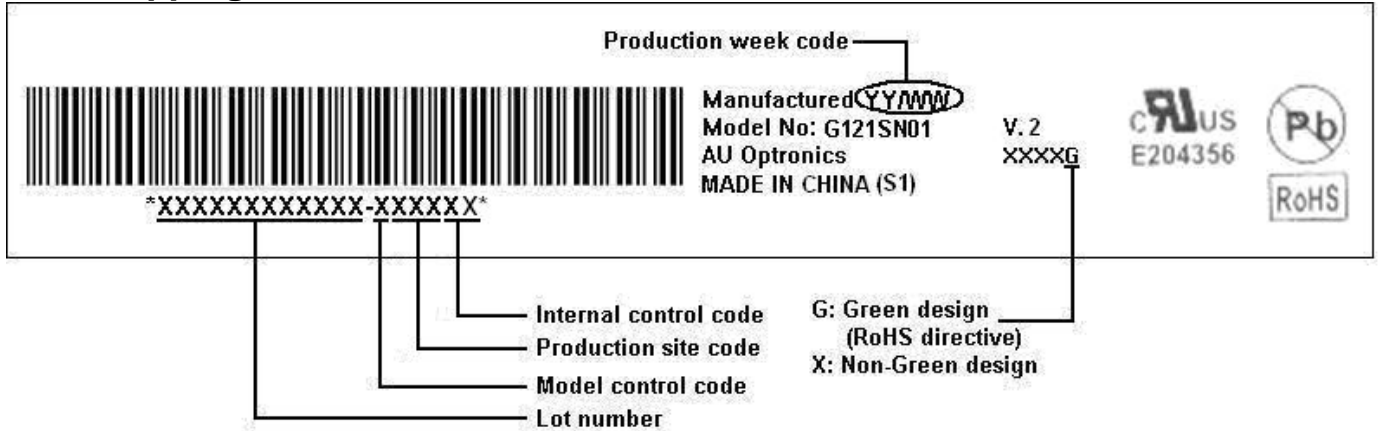 Production week code
Manufactured YY/WW
Model No: G121SN01 V.2
AU Optronics XXXXG
MADE IN CHINA (S1)
*XXXXXXXXXXXX-XXXXXX*
cRUus
E204356
Pb
RoHS
Internal control code
Production site code
Model control code
Lot number
G: Green design
(RoHS directive)
X: Non-Green design